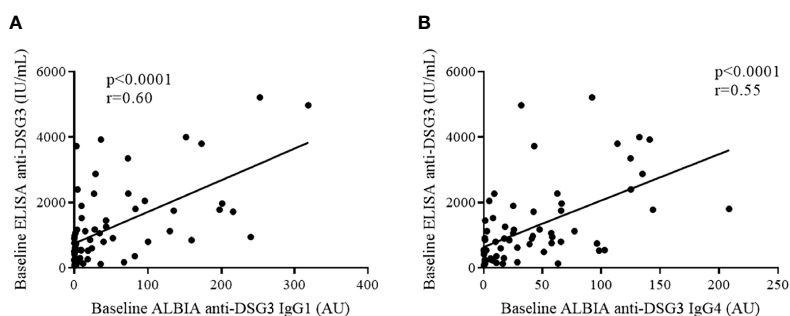 A
p<0.0001
r=0.60
Baseline ELISA anti-DSG3 (IU/mL)
6000
4000
2000
0
0
100
200
300
400
Baseline ALBIA anti-DSG3 IgG1 (AU)
B
p<0.0001
r=0.55
Baseline ELISA anti-DSG3 (IU/mL)
6000
4000
2000
0
0
50
100
150
200
250
Baseline ALBIA anti-DSG3 IgG4 (AU)